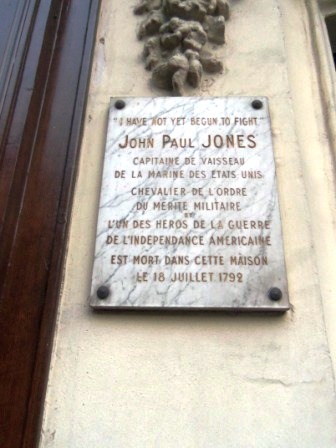 "I HAVE NOT YET BEGUN TO FIGHT"
JOHN PAUL JONES
CAPITAINE DE VAISSEAU
DE LA MARINE DES ETATS UNIS
CHEVALIER DE L'ORDRE
DU MERITE MILITAIRE
ET
L'UN DES HEROS DE LA GUERRE
DE L'INDEPENDANCE AMERICAINE
EST MORT DANS CETTE MAISON
LE 18 JUILLET 1792